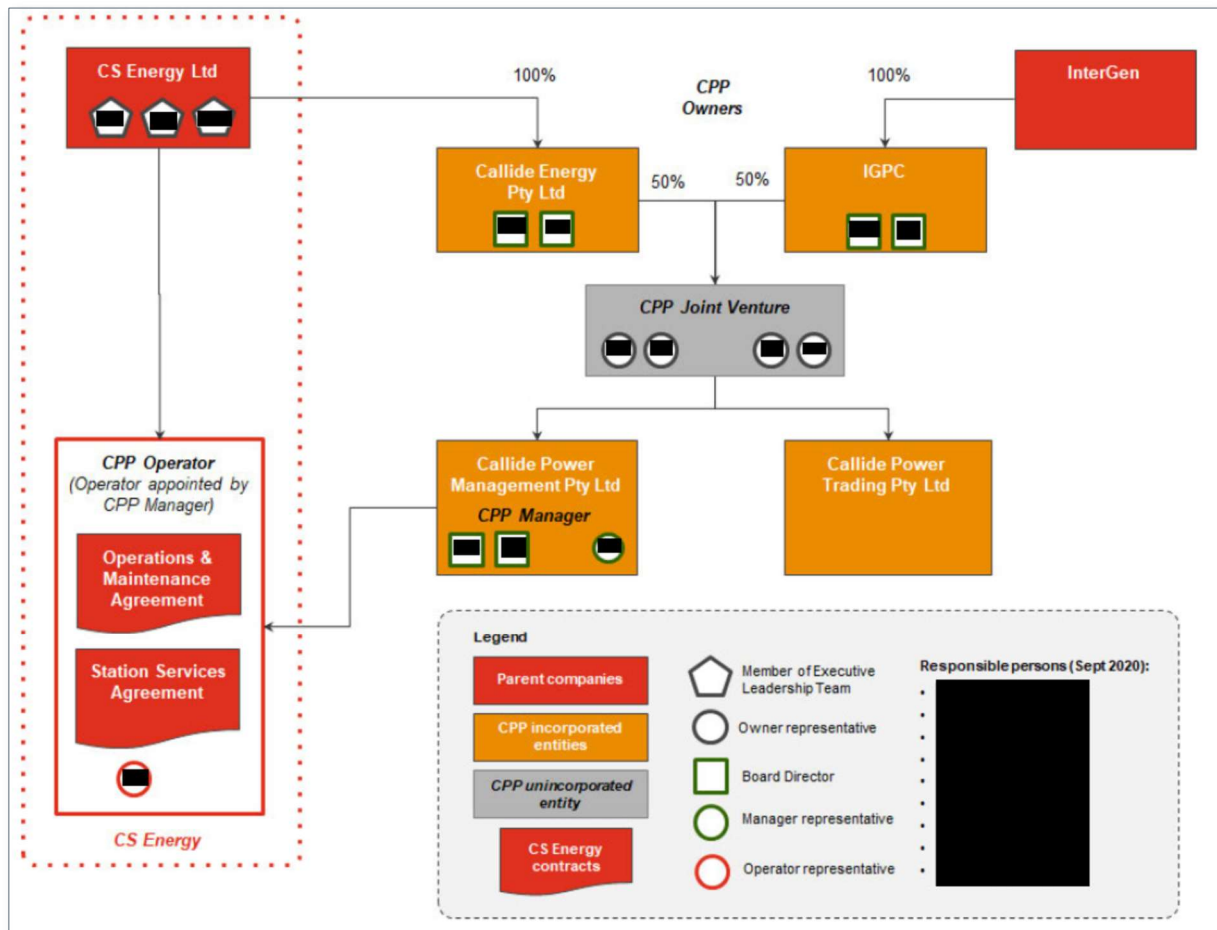 CS Energy Ltd
100%
CPP
Owners
100%
InterGen
Callide Energy
Pty Ltd
50%
50%
IGPC
CPP Joint Venture
CPP Operator
(Operator appointed by
CPP Manager)
Operations &
Maintenance
Agreement
Station Services
Agreement
CS Energy
Callide Power
Management Pty Ltd
CPP Manager
Callide Power
Trading Pty Ltd
Legend
Parent companies
CPP incorporated
entities
CPP unincorporated
entity
CS Energy
contracts
Member of Executive
Leadership Team
Owner representative
Board Director
Manager representative
Operator representative
Responsible persons (Sept 2020):